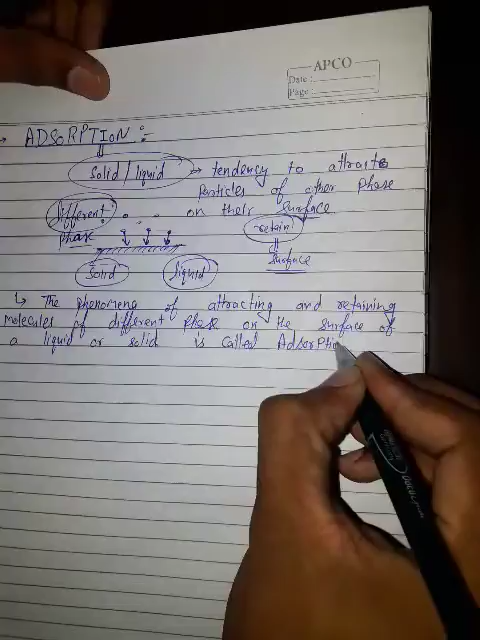 APCO
Date :
Page :
→ ADSORPTION :-
Solid / liquid → tendency to attract
particles of other phase
different on their surface
phase retain
solid liquid surface
↳ The phenomena of attracting and retaining
molecules of different phase on the surface of
a liquid or solid is called Adsorptio